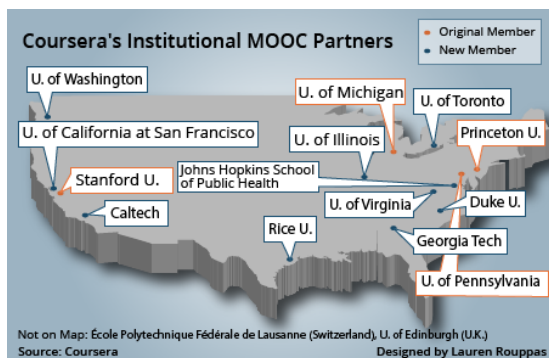 Coursera's Institutional MOOC Partners
Original Member
New Member
U. of Washington
U. of Michigan
U. of Toronto
U. of California at San Francisco
U. of Illinois
Princeton U.
Stanford U.
Johns Hopkins School
of Public Health
Caltech
U. of Virginia
Duke U.
Rice U.
Georgia Tech
U. of Pennsylvania
Not on Map: École Polytechnique Fédérale de Lausanne (Switzerland), U. of Edinburgh (U.K.)
Source: Coursera
Designed by Lauren Rouppas